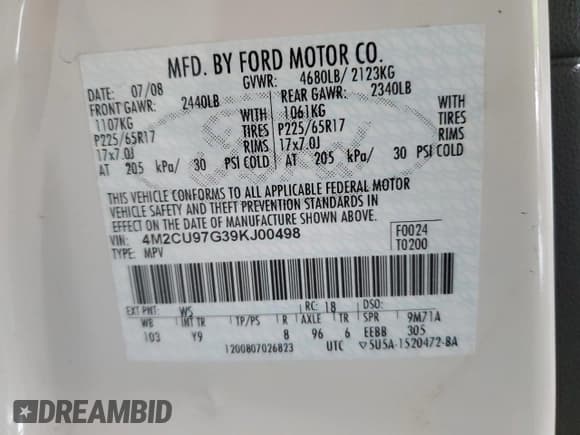 MFD. BY FORD MOTOR CO.
DATE: 07/08 GVWR: 4680LB/ 2123KG
FRONT GAWR: 2440LB REAR GAWR: 2340LB
1107KG WITH 1061KG WITH
P225/65R17 TIRES P225/65R17 TIRES
17x7.0J RIMS 17x7.0J RIMS
AT 205 kPa/ 30 PSI COLD AT 205 kPa/ 30 PSI COLD
THIS VEHICLE CONFORMS TO ALL APPLICABLE FEDERAL MOTOR
VEHICLE SAFETY AND THEFT PREVENTION STANDARDS IN
EFFECT ON THE DATE OF MANUFACTURE SHOWN ABOVE.
VIN: 4M2CU97G39KJ00498 F0024
TYPE: MPV T0200
EXT PNT: WS RC: 18 DSO:
WB INT TR TP/PS R AXLE TR SPR 9M71A
103 Y9 8 96 6 EEBB 305
1200807026823 UTC ▽5U5A-1520472-BA
DREAMBID